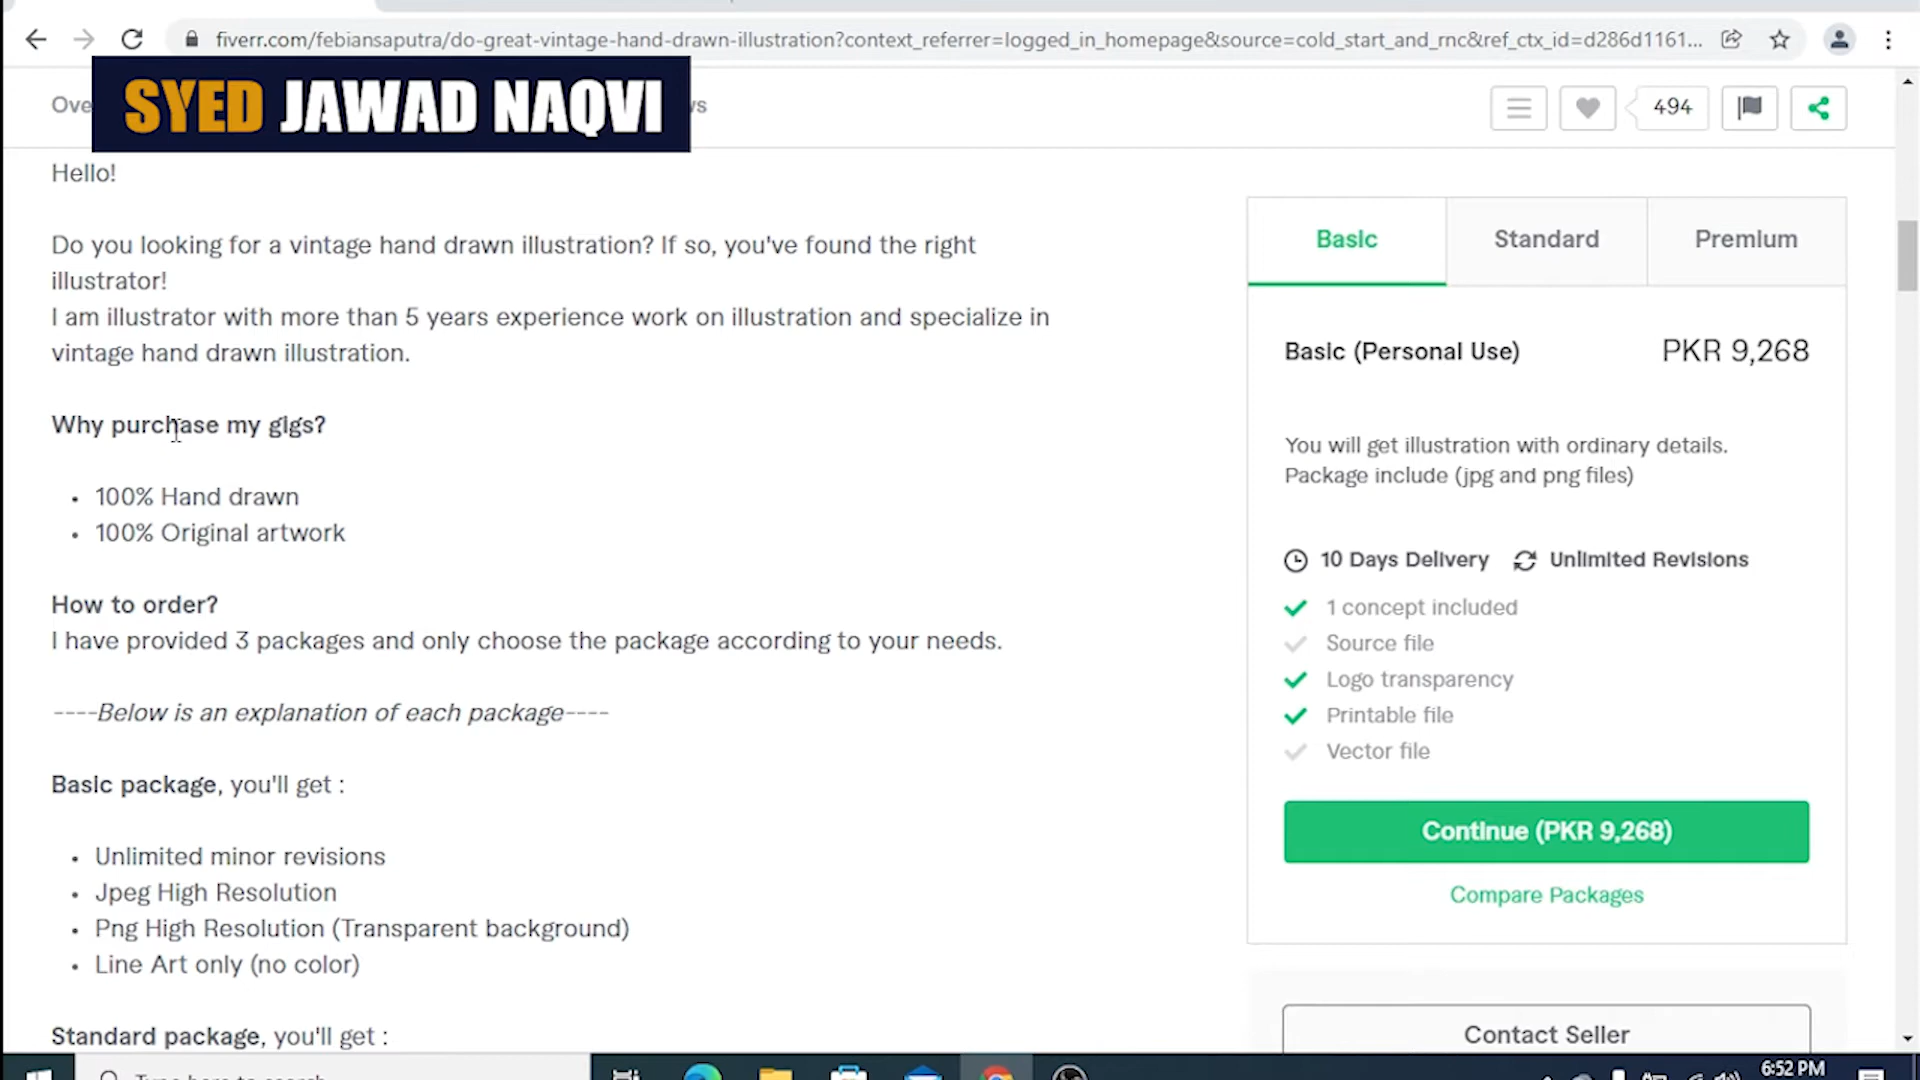 fiverr.com/febiansaputra/do-great-vintage-hand-drawn-illustration?context_referrer=logged_in_homepage&source=cold_start_and_rnc&ref_ctx_id=d286d1161...
SYED JAWAD NAQVI
494
Hello!
Do you looking for a vintage hand drawn illustration? If so, you've found the right
illustrator!
I am illustrator with more than 5 years experience work on illustration and specialize in
vintage hand drawn illustration.
Why purchase my gigs?
100% Hand drawn
100% Original artwork
How to order?
I have provided 3 packages and only choose the package according to your needs.
----Below is an explanation of each package----
Basic package, you'll get :
Unlimited minor revisions
Jpeg High Resolution
Png High Resolution (Transparent background)
Line Art only (no color)
Standard package, you'll get :
Basic Standard Premium
Basic (Personal Use) PKR 9,268
You will get illustration with ordinary details.
Package include (jpg and png files)
10 Days Delivery Unlimited Revisions
1 concept included
Source file
Logo transparency
Printable file
Vector file
Continue (PKR 9,268)
Compare Packages
Contact Seller
Type here to search
6:52 PM